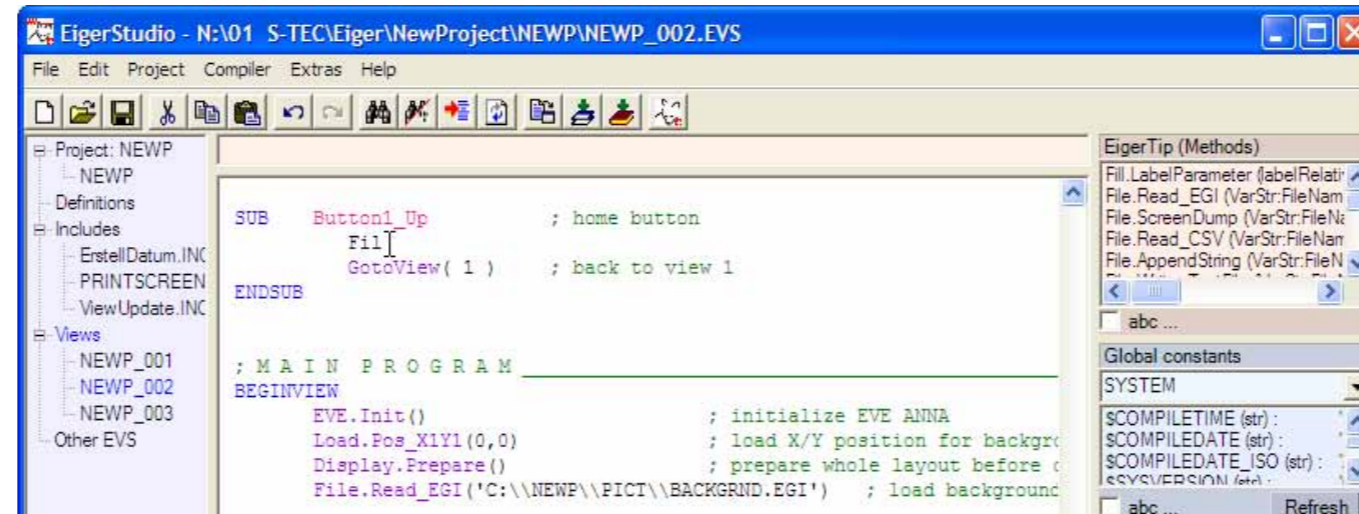 EigerStudio - N:\01 S-TEC\Eiger\NewProject\NEWP\NEWP_002.EVS
File Edit Project Compiler Extras Help
Project: NEWP
NEWP
Definitions
Includes
ErstellDatum.INC
PRINTSCREEN
ViewUpdate.INC
Views
NEWP_001
NEWP_002
NEWP_003
Other EVS
SUB Button1_Up ; home button
Fil
GotoView( 1 ) ; back to view 1
ENDSUB
; M A I N P R O G R A M
BEGINVIEW
EVE.Init() ; initialize EVE ANNA
Load.Pos_X1Y1(0,0) ; load X/Y position for backgro
Display.Prepare() ; prepare whole layout before
File.Read_EGI('C:\\NEWP\\PICT\\BACKGRND.EGI') ; load background
EigerTip (Methods)
Fill.LabelParameter (labelRelati
File.Read_EGI (VarStr:FileNam
File.ScreenDump (VarStr:FileNa
File.Read_CSV (VarStr:FileNam
File.AppendString (VarStr:FileN
abc ...
Global constants
SYSTEM
$COMPILETIME (str) :
$COMPILEDATE (str) :
$COMPILEDATE_ISO (str) :
$SYSVERSION (str) :
abc ...
Refresh